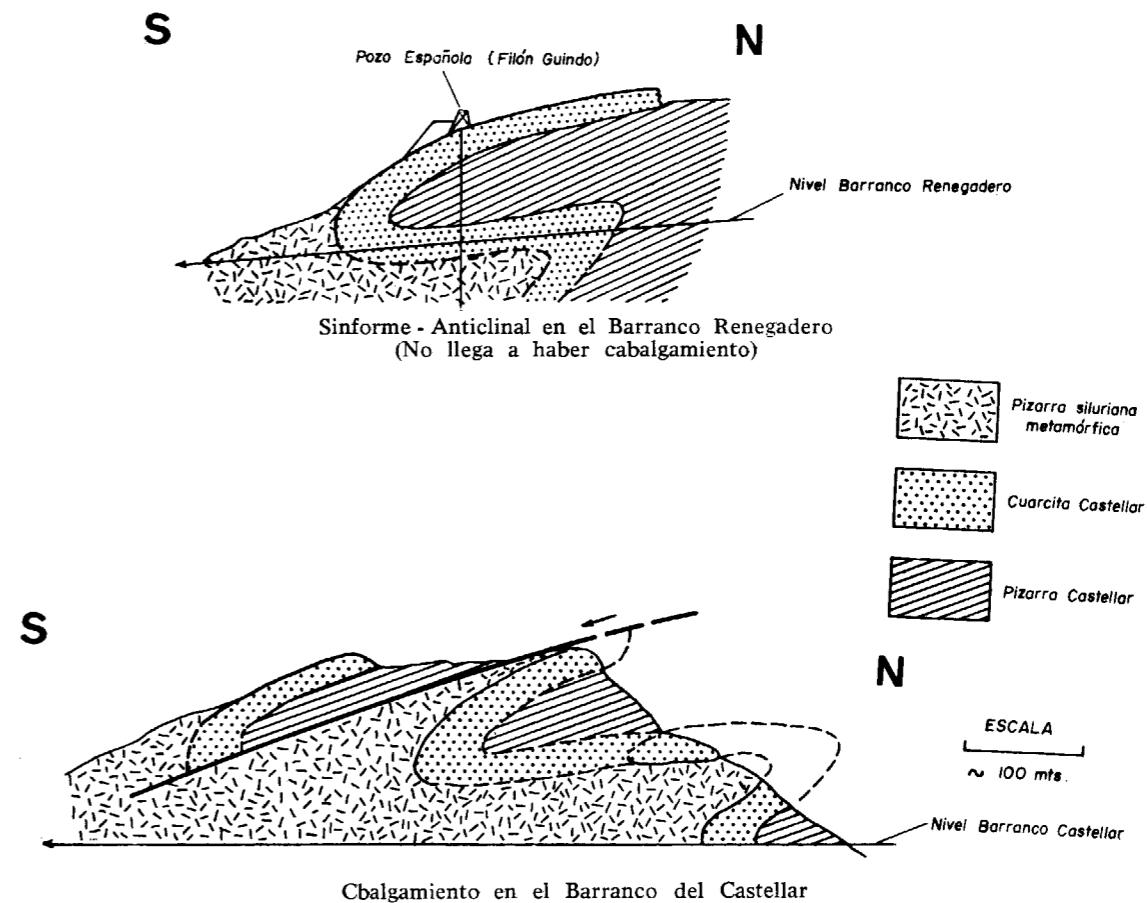 S
N
Pozo Española (Filón Guindo)
Nivel Barranco Renegadero
Sinforme - Anticlinal en el Barranco Renegadero
(No llega a haber cabalgamiento)
Pizarra siluriana
metamórfica
Cuarcita Castellar
Pizarra Castellar
S
N
ESCALA
~ 100 mts.
Nivel Barranco Castellar
Cbalgamiento en el Barranco del Castellar